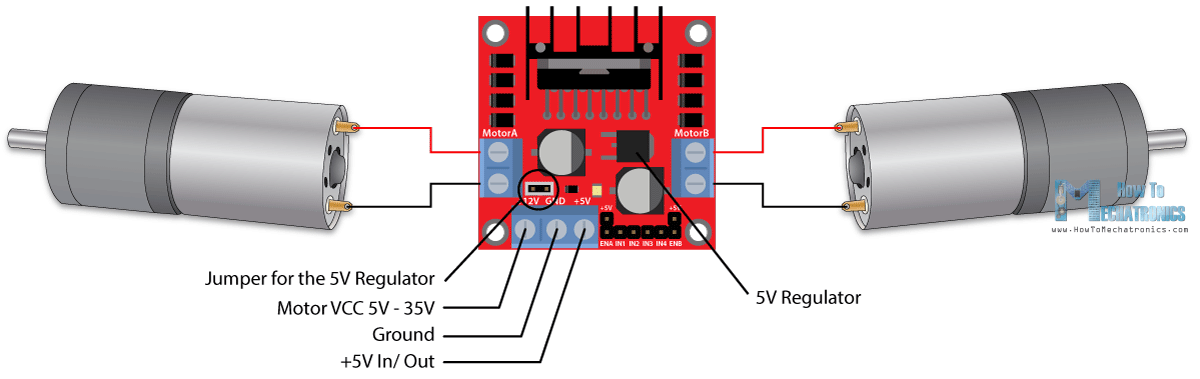 MotorA
MotorB
12V GND +5V
+5V
+5V
ENA IN1 IN2 IN3 IN4 ENB
Jumper for the 5V Regulator
Motor VCC 5V - 35V
Ground
+5V In/ Out
5V Regulator
How To
Mechatronics
www.HowToMechatronics.com